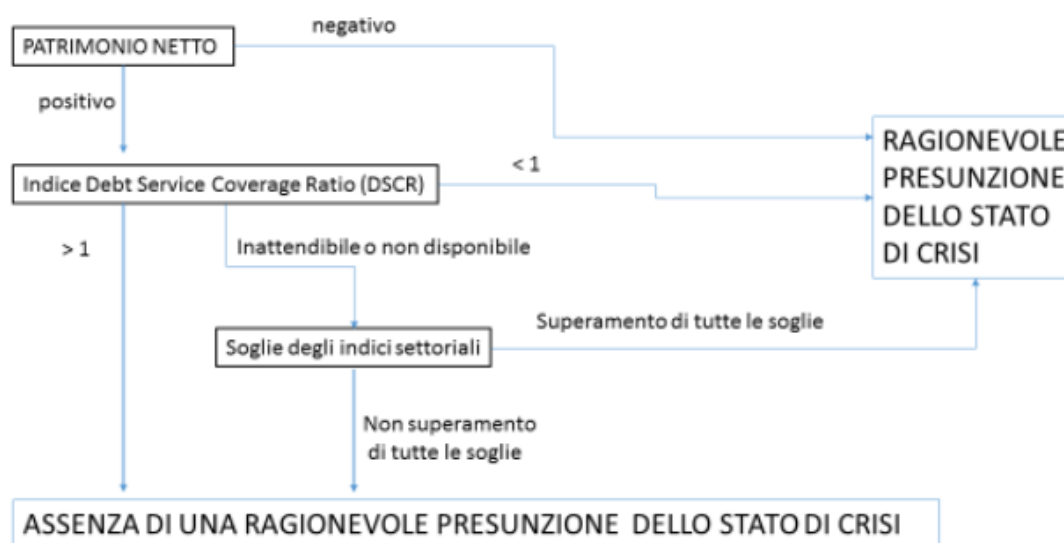 negativo
PATRIMONIO NETTO
positivo
RAGIONEVOLE
PRESUNZIONE
DELLO STATO
DI CRISI
< 1
Indice Debt Service Coverage Ratio (DSCR)
> 1
Inattendibile o non disponibile
Superamento di tutte le soglie
Soglie degli indici settoriali
Non superamento
di tutte le soglie
ASSENZA DI UNA RAGIONEVOLE PRESUNZIONE DELLO STATO DI CRISI